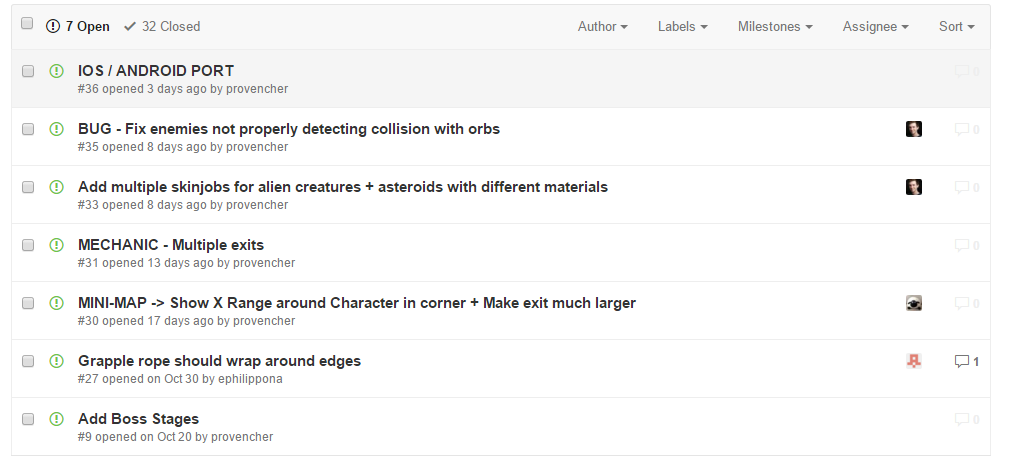 7 Open 32 Closed Author Labels Milestones Assignee Sort
IOS / ANDROID PORT 0
#36 opened 3 days ago by provencher
BUG - Fix enemies not properly detecting collision with orbs 0
#35 opened 8 days ago by provencher
Add multiple skinjobs for alien creatures + asteroids with different materials 0
#33 opened 8 days ago by provencher
MECHANIC - Multiple exits 0
#31 opened 13 days ago by provencher
MINI-MAP -> Show X Range around Character in corner + Make exit much larger 0
#30 opened 17 days ago by provencher
Grapple rope should wrap around edges 1
#27 opened on Oct 30 by ephilippona
Add Boss Stages 0
#9 opened on Oct 20 by provencher